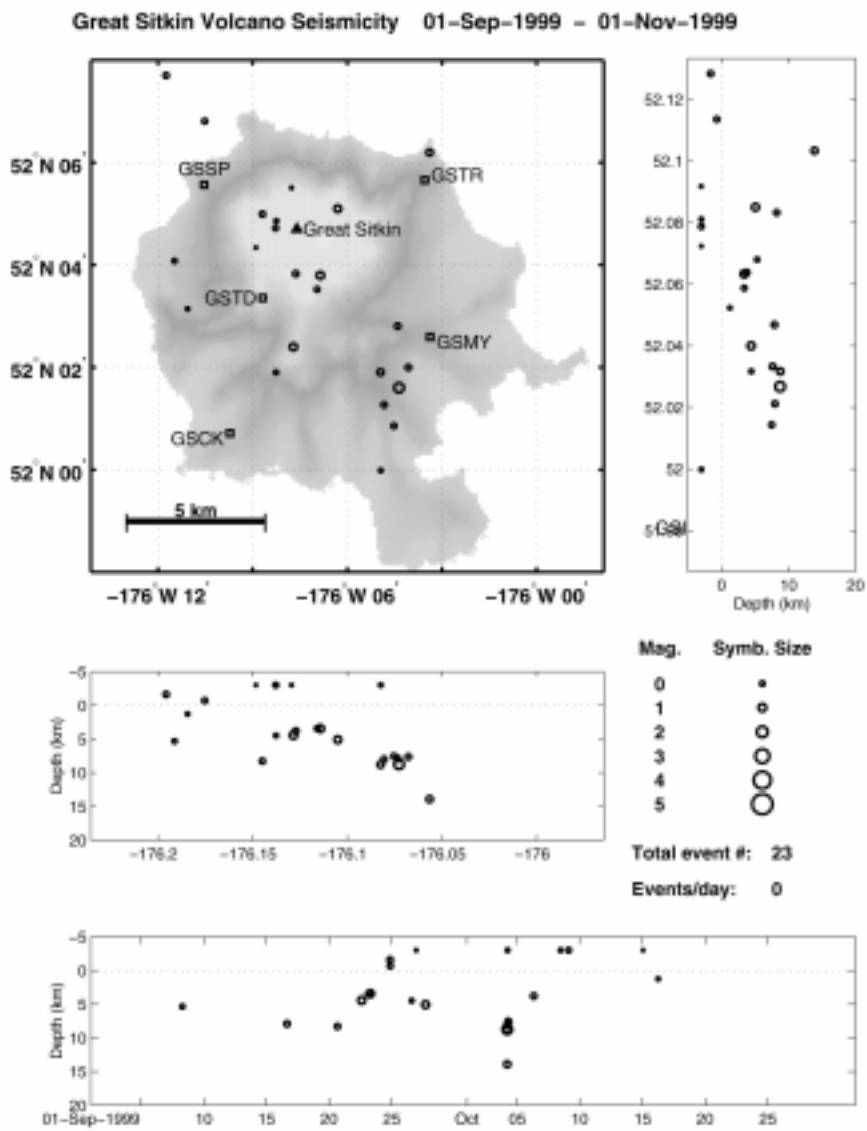 Great Sitkin Volcano Seismicity 01-Sep-1999 - 01-Nov-1999
52° N 06'
52° N 04'
52° N 02'
52° N 00'
GSSP
GSTR
Great Sitkin
GSTD
GSMY
GSCK
5 km
-176°W 12'
-176°W 06'
-176°W 00'
52.12
52.1
52.08
52.06
52.04
52.02
52
0 10 20
Depth (km)
-5
0
5
10
15
20
Depth (km)
-176.2 -176.15 -176.1 -176.05 -176
Mag. Symb. Size
0
1
2
3
4
5
Total event #: 23
Events/day: 0
-5
0
5
10
15
20
Depth (km)
01-Sep-1999 10 15 20 25 Oct 05 10 15 20 25